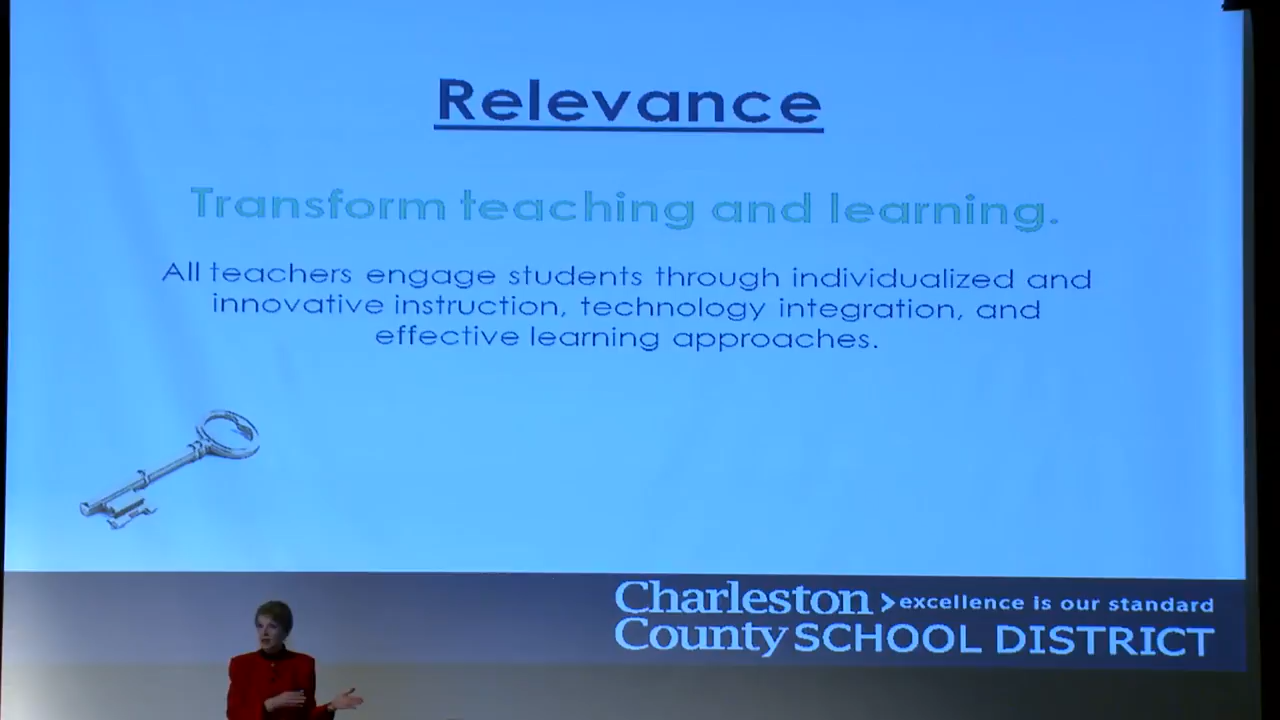 Relevance
Transform teaching and learning.
All teachers engage students through individualized and
innovative instruction, technology integration, and
effective learning approaches.
Charleston >excellence is our standard
County SCHOOL DISTRICT